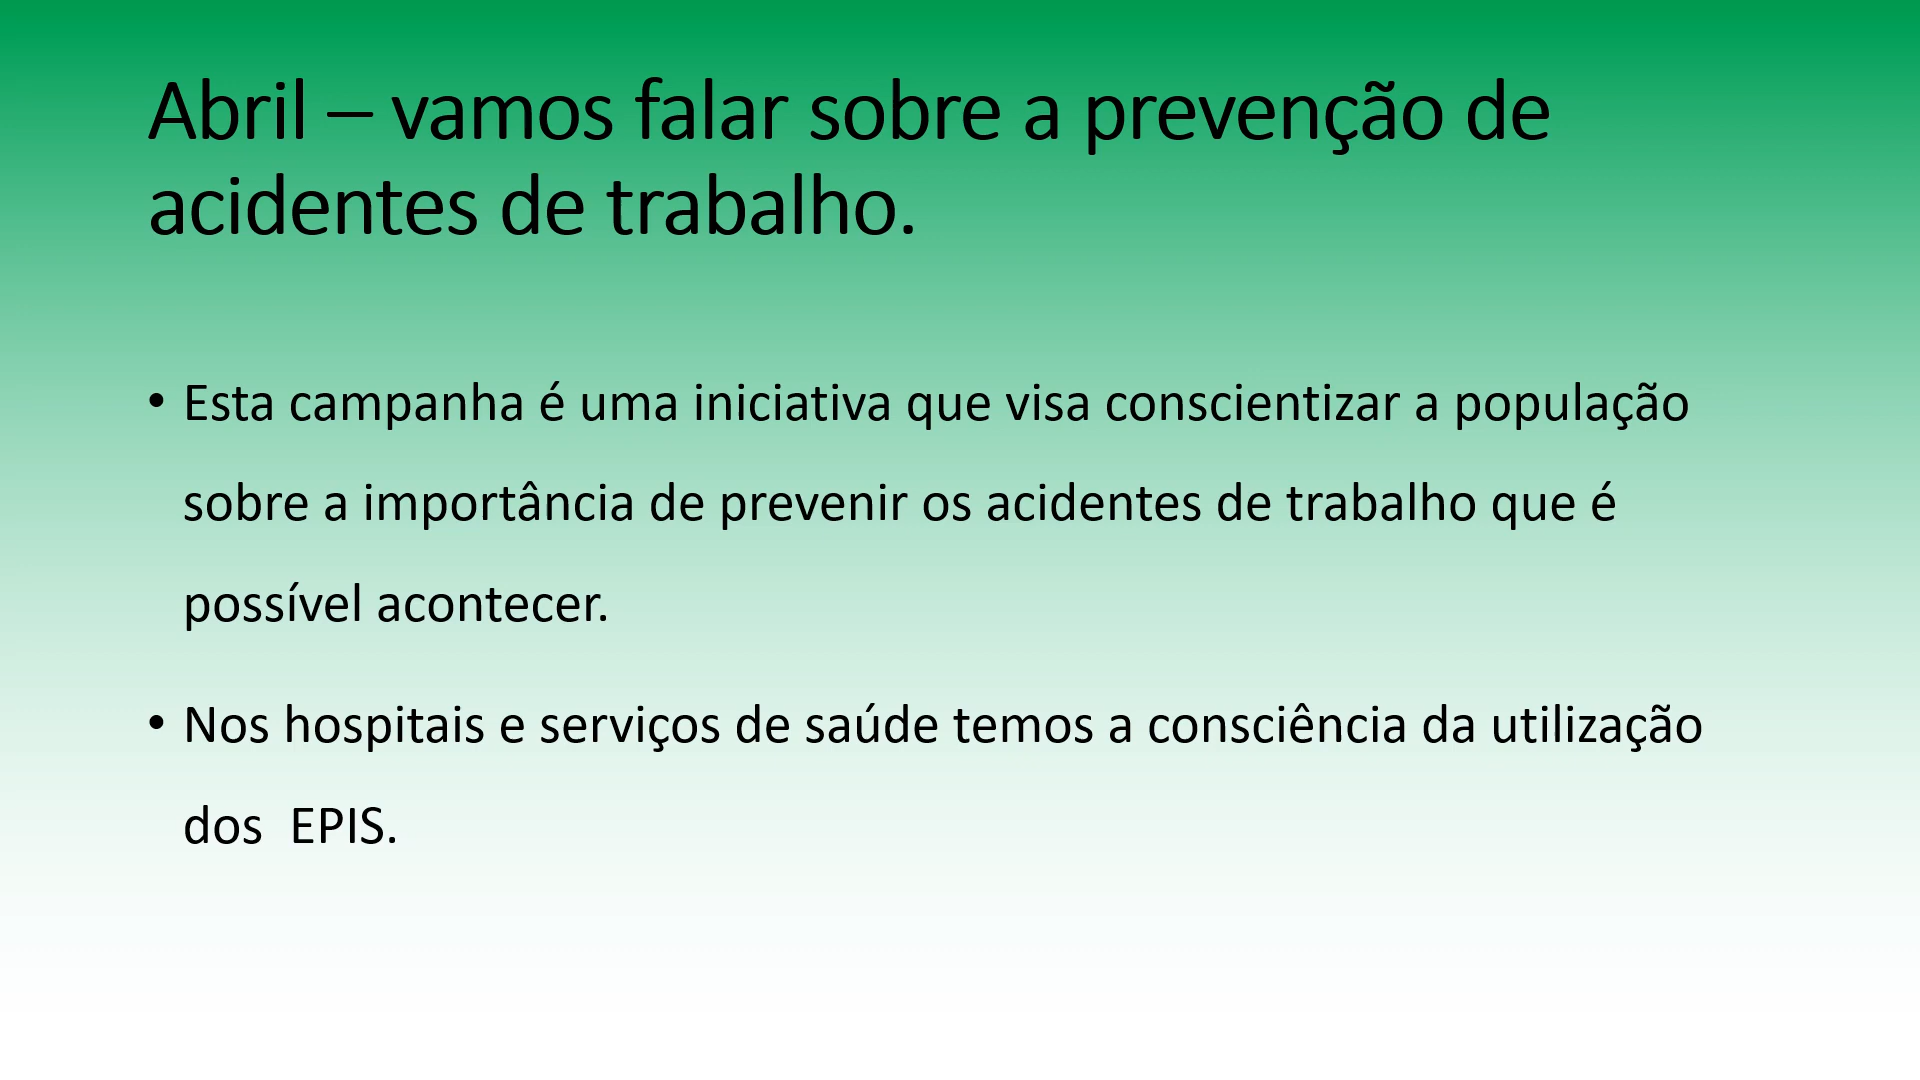 Abril – vamos falar sobre a prevenção de
acidentes de trabalho.
• Esta campanha é uma iniciativa que visa conscientizar a população
sobre a importância de prevenir os acidentes de trabalho que é
possível acontecer.
• Nos hospitais e serviços de saúde temos a consciência da utilização
dos  EPIS.